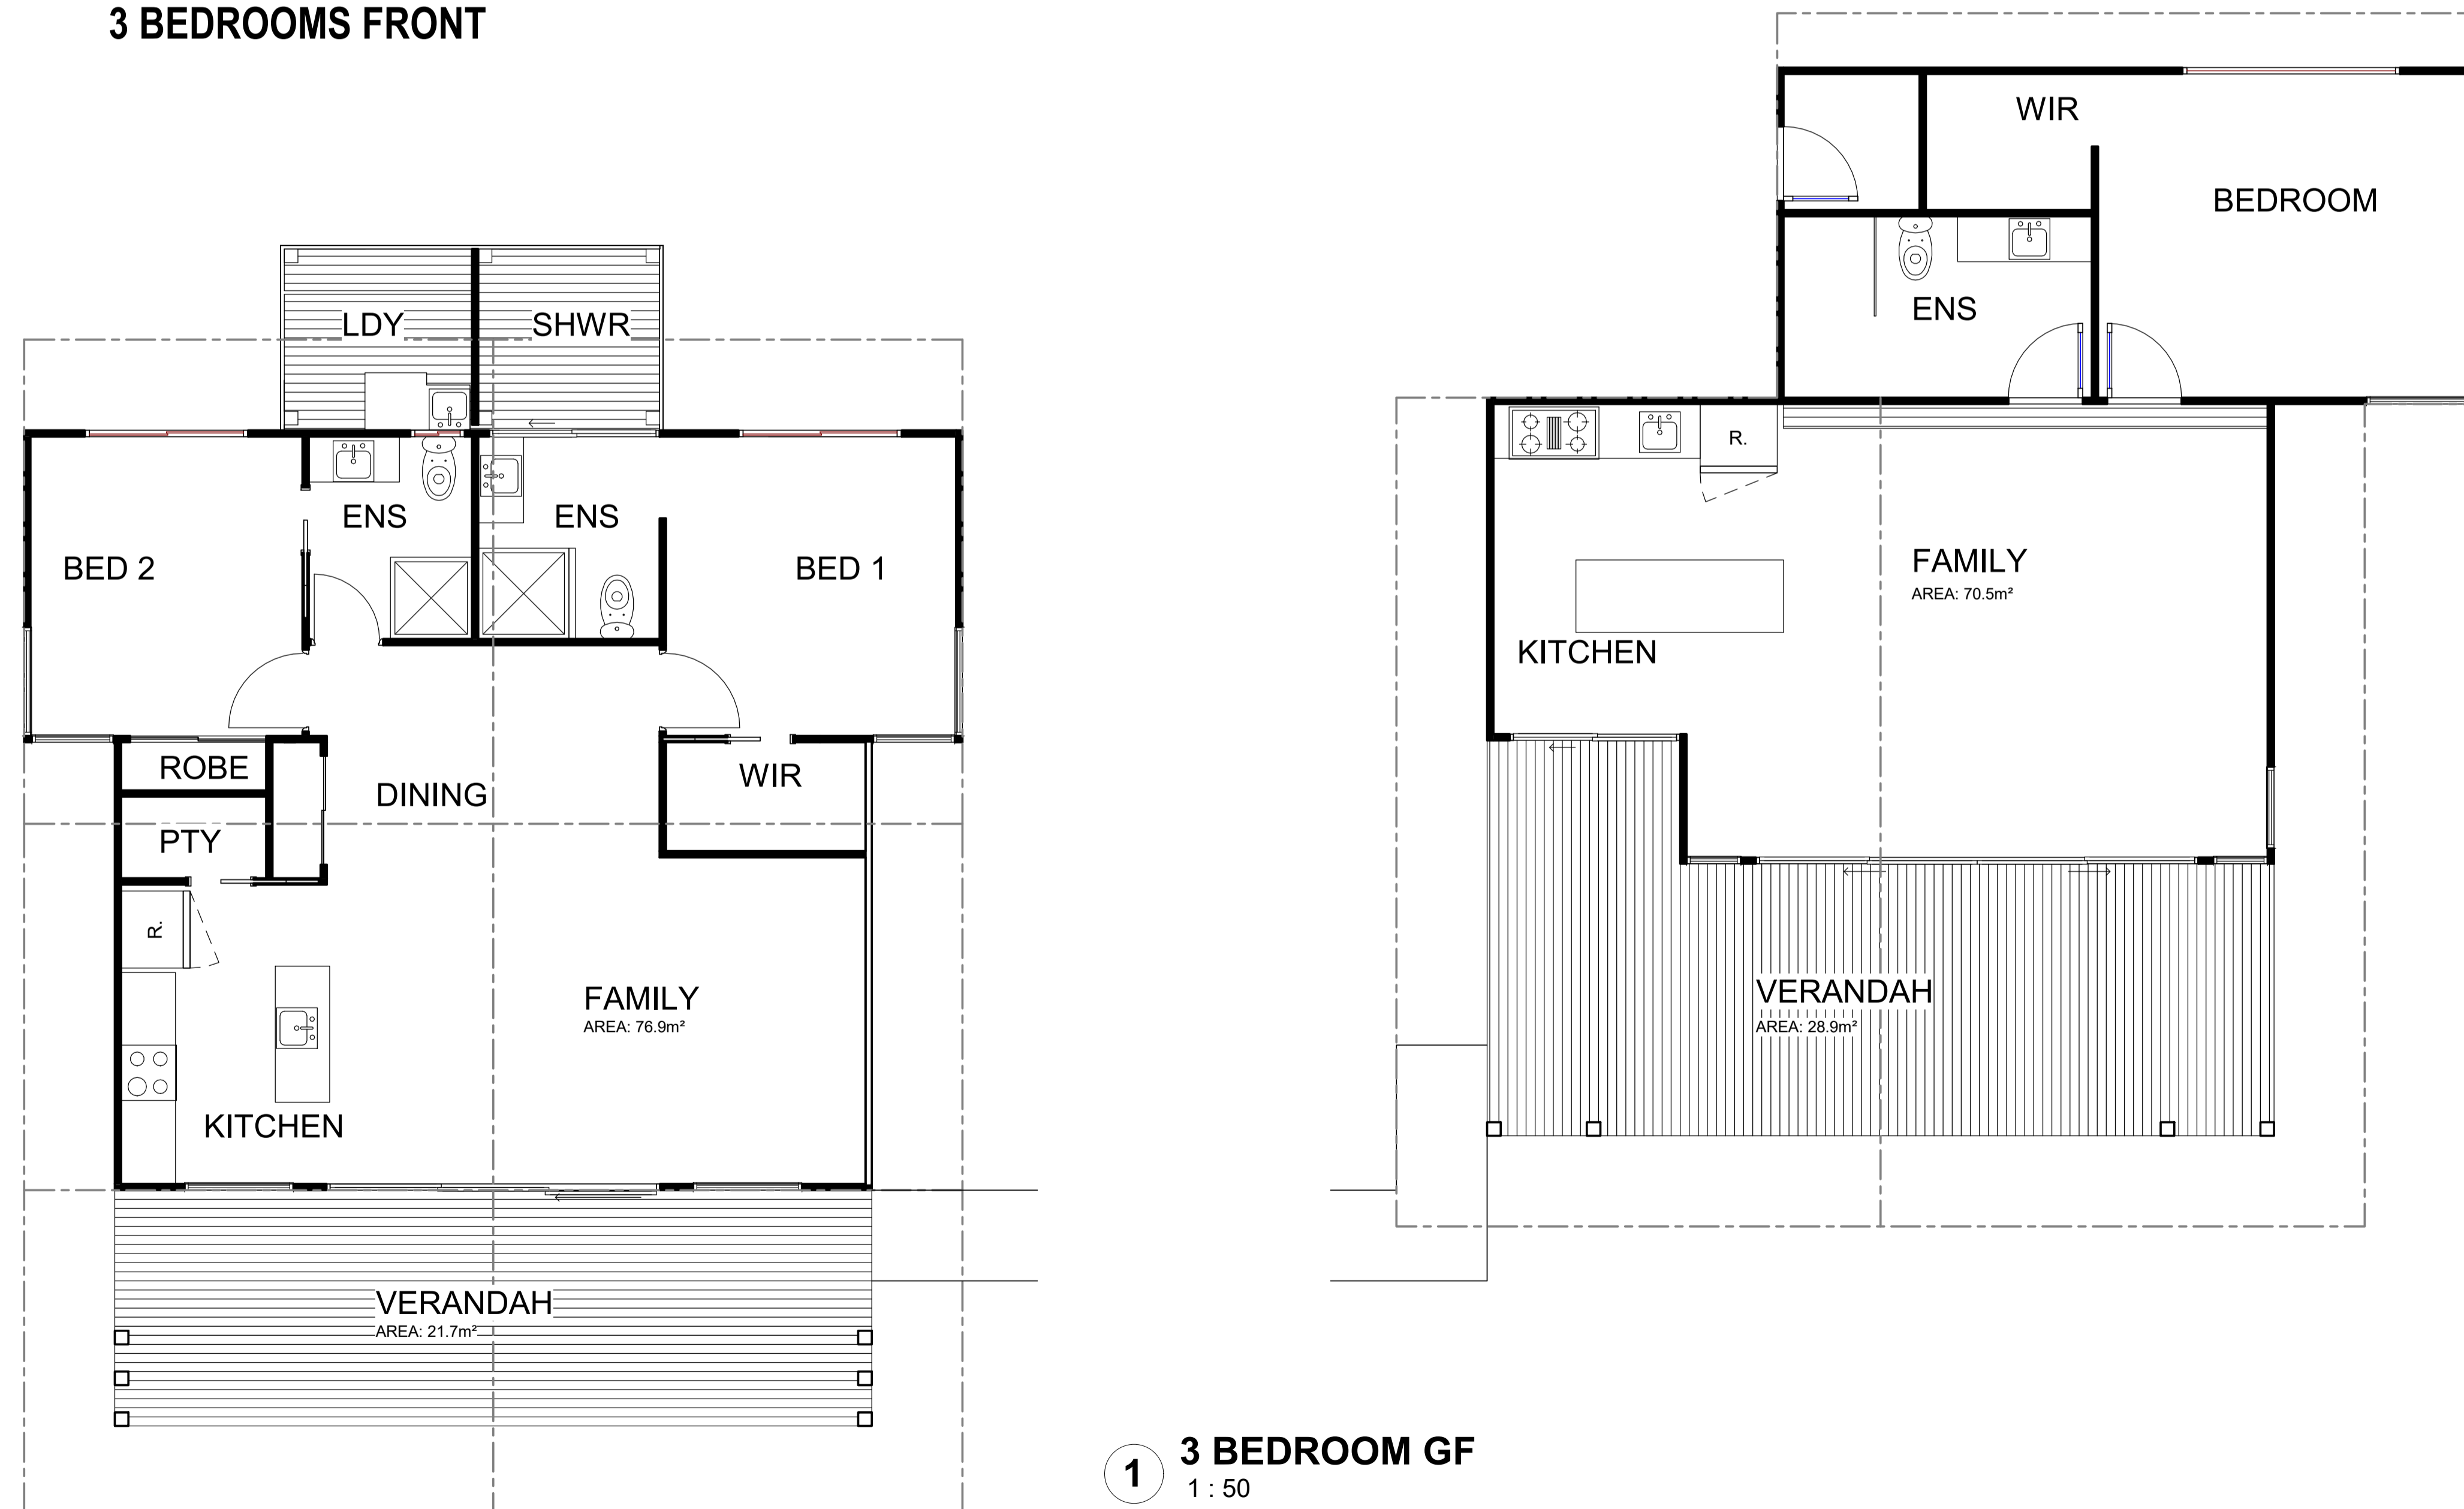 3 BEDROOMS FRONT
LDY
SHWR
BED 2
ENS
ENS
BED 1
ROBE
WIR
DINING
PTY
R.
FAMILY
AREA: 76.9m²
KITCHEN
VERANDAH
AREA: 21.7m²
WIR
BEDROOM
ENS
R.
FAMILY
AREA: 70.5m²
KITCHEN
VERANDAH
AREA: 28.9m²
1
3 BEDROOM GF
1 : 50